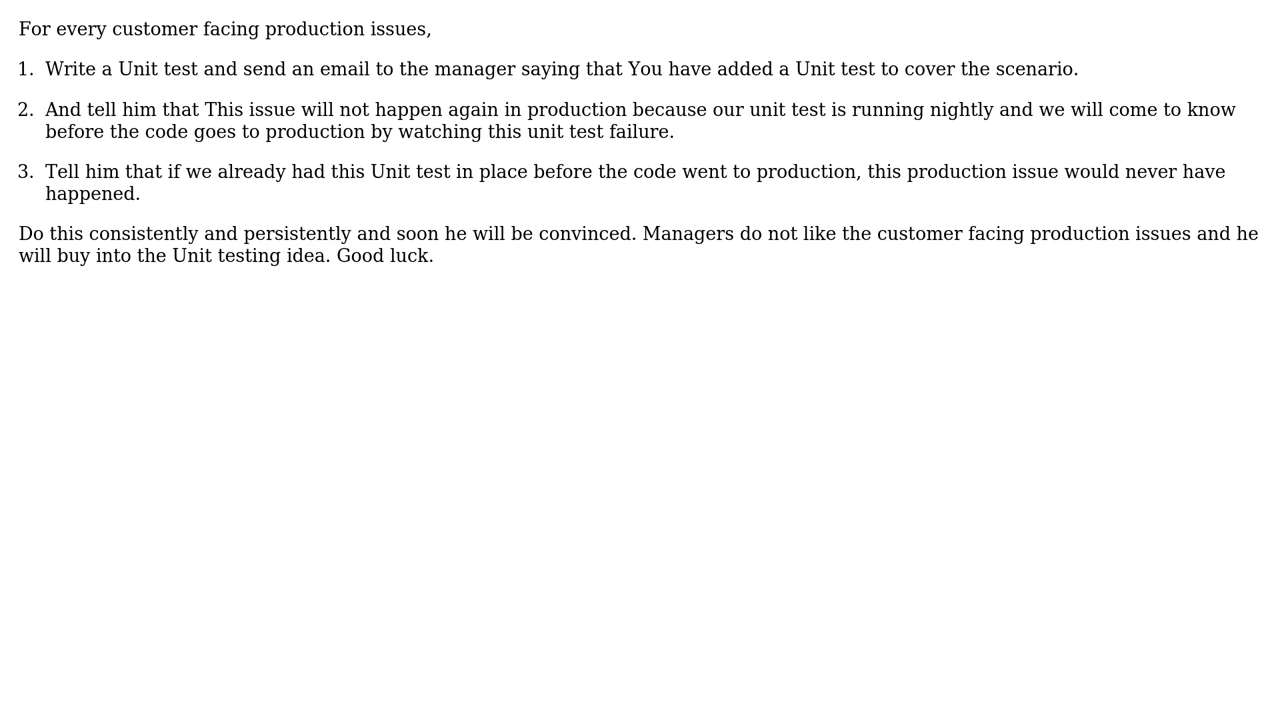 For every customer facing production issues,
1. Write a Unit test and send an email to the manager saying that You have added a Unit test to cover the scenario.
2. And tell him that This issue will not happen again in production because our unit test is running nightly and we will come to know
before the code goes to production by watching this unit test failure.
3. Tell him that if we already had this Unit test in place before the code went to production, this production issue would never have
happened.
Do this consistently and persistently and soon he will be convinced. Managers do not like the customer facing production issues and he
will buy into the Unit testing idea. Good luck.